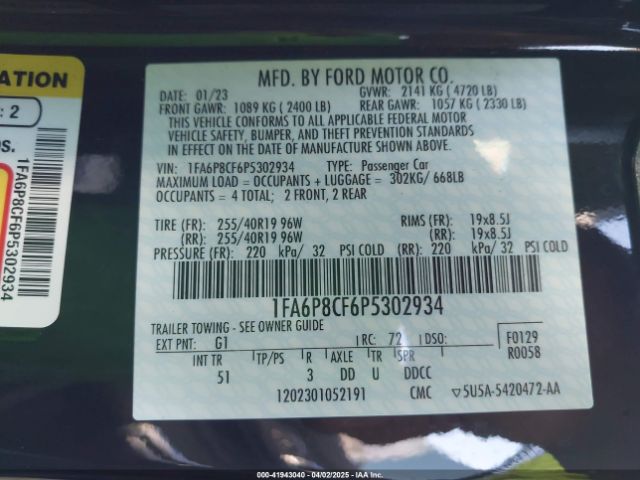 ATION
: 2
os.
1FA6P8CF6P5302934
MFD. BY FORD MOTOR CO.
DATE: 01/23 GVWR: 2141 KG ( 4720 LB)
FRONT GAWR: 1089 KG ( 2400 LB) REAR GAWR: 1057 KG ( 2330 LB)
THIS VEHICLE CONFORMS TO ALL APPLICABLE FEDERAL MOTOR
VEHICLE SAFETY, BUMPER, AND THEFT PREVENTION STANDARDS
IN EFFECT ON THE DATE OF MANUFACTURE SHOWN ABOVE.
VIN: 1FA6P8CF6P5302934 TYPE: Passenger Car
MAXIMUM LOAD = OCCUPANTS + LUGGAGE = 302KG/ 668LB
OCCUPANTS = 4 TOTAL; 2 FRONT, 2 REAR
TIRE (FR): 255/40R19 96W RIMS (FR): 19x8.5J
(RR): 255/40R19 96W (RR): 19x8.5J
PRESSURE (FR): 220 kPa/ 32 PSI COLD (RR): 220 kPa/ 32 PSI COLD
1FA6P8CF6P5302934
TRAILER TOWING - SEE OWNER GUIDE
EXT PNT: G1 RC: 72 DSO: F0129
R0058
INT TR TP/PS R AXLE TR SPR
51 3 DD U DDCC
1202301052191 CMC ▽5U5A-5420472-AA
000-41943040 - 04/02/2025 - IAAI.com